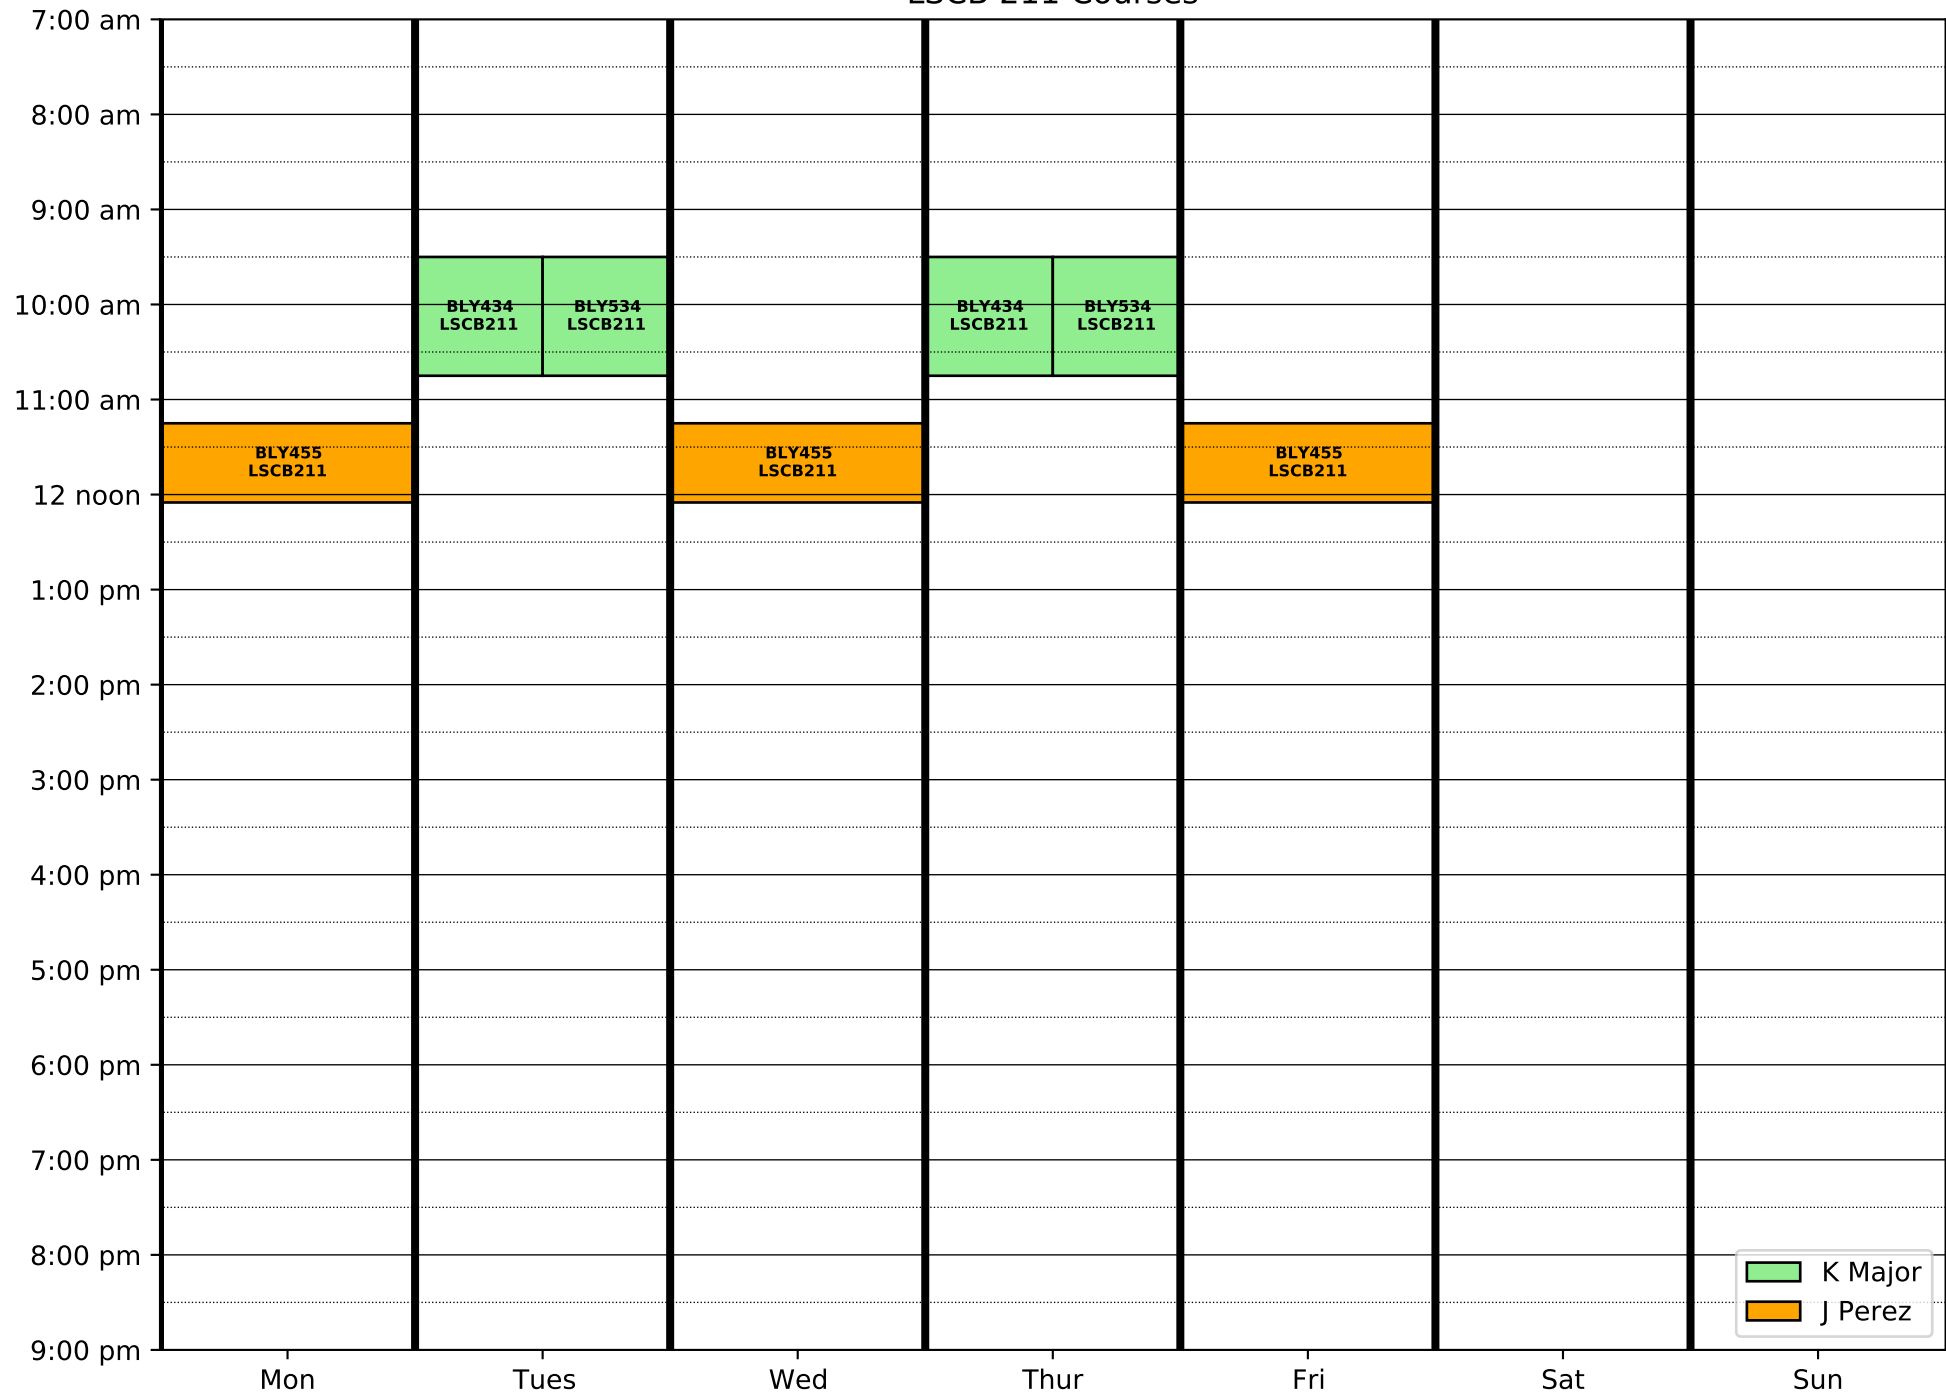 LSCB 211 Courses
7:00 am
8:00 am
9:00 am
10:00 am
11:00 am
12 noon
1:00 pm
2:00 pm
3:00 pm
4:00 pm
5:00 pm
6:00 pm
7:00 pm
8:00 pm
9:00 pm
BLY434
LSCB211
BLY534
LSCB211
BLY434
LSCB211
BLY534
LSCB211
BLY455
LSCB211
BLY455
LSCB211
BLY455
LSCB211
K Major
J Perez
Mon
Tues
Wed
Thur
Fri
Sat
Sun